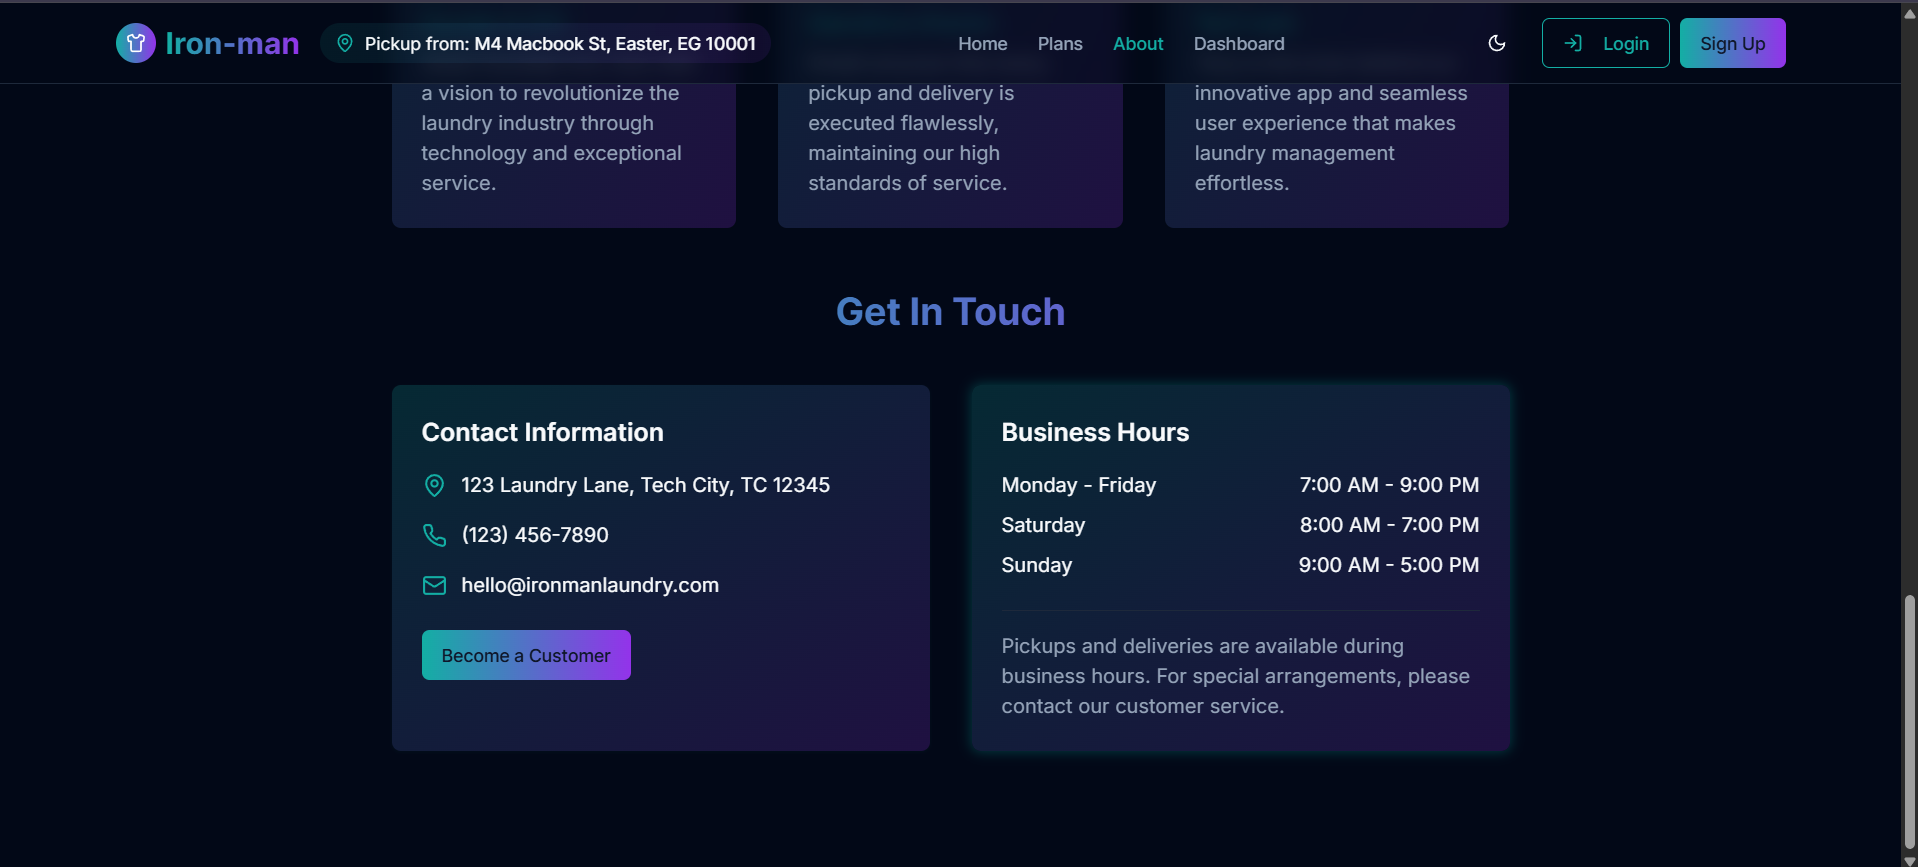 Iron-man
Pickup from: M4 Macbook St, Easter, EG 10001
Home
Plans
About
Dashboard
Login
Sign Up
a vision to revolutionize the
laundry industry through
technology and exceptional
service.
pickup and delivery is
executed flawlessly,
maintaining our high
standards of service.
innovative app and seamless
user experience that makes
laundry management
effortless.
Get In Touch
Contact Information
123 Laundry Lane, Tech City, TC 12345
(123) 456-7890
hello@ironmanlaundry.com
Become a Customer
Business Hours
Monday - Friday 7:00 AM - 9:00 PM
Saturday 8:00 AM - 7:00 PM
Sunday 9:00 AM - 5:00 PM
Pickups and deliveries are available during
business hours. For special arrangements, please
contact our customer service.